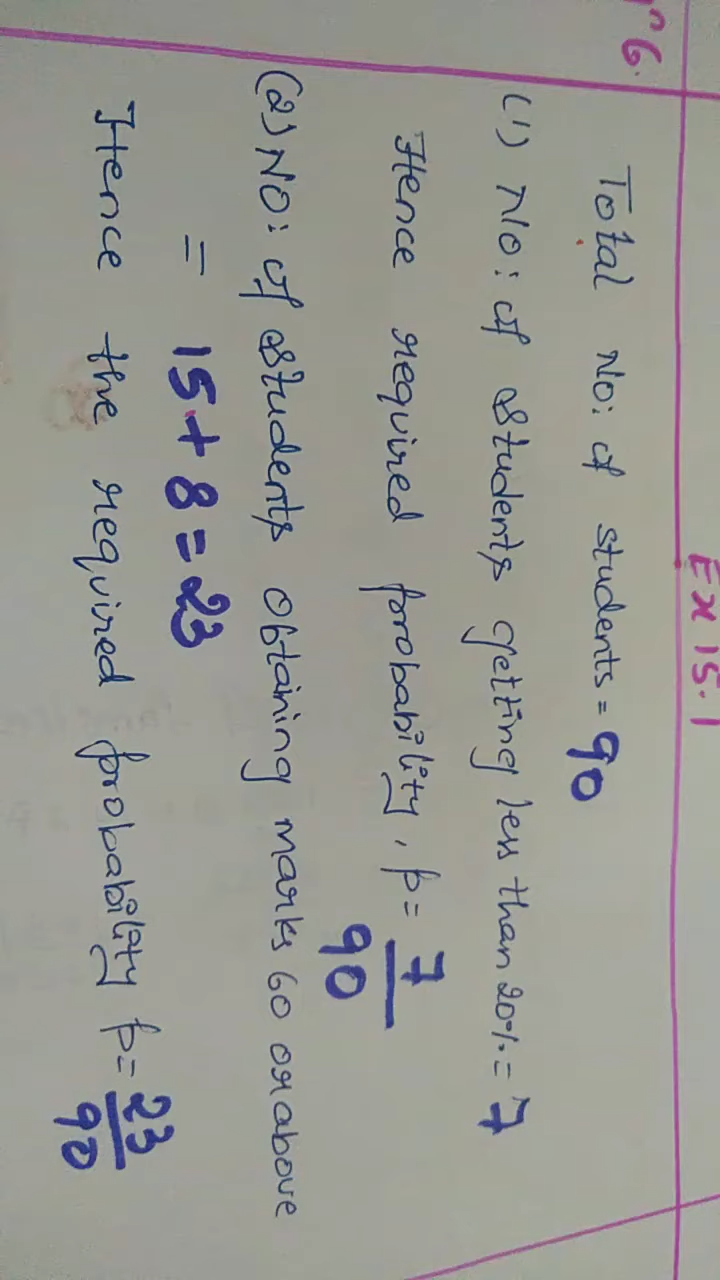 Ex 15.1
6.
Total No: of students = 90
(1) No: of students getting less than 20% = 7
Hence required probability, p = 7/90
(2) No: of students obtaining marks 60 or above
= 15 + 8 = 23
Hence the required probability p = 23/90